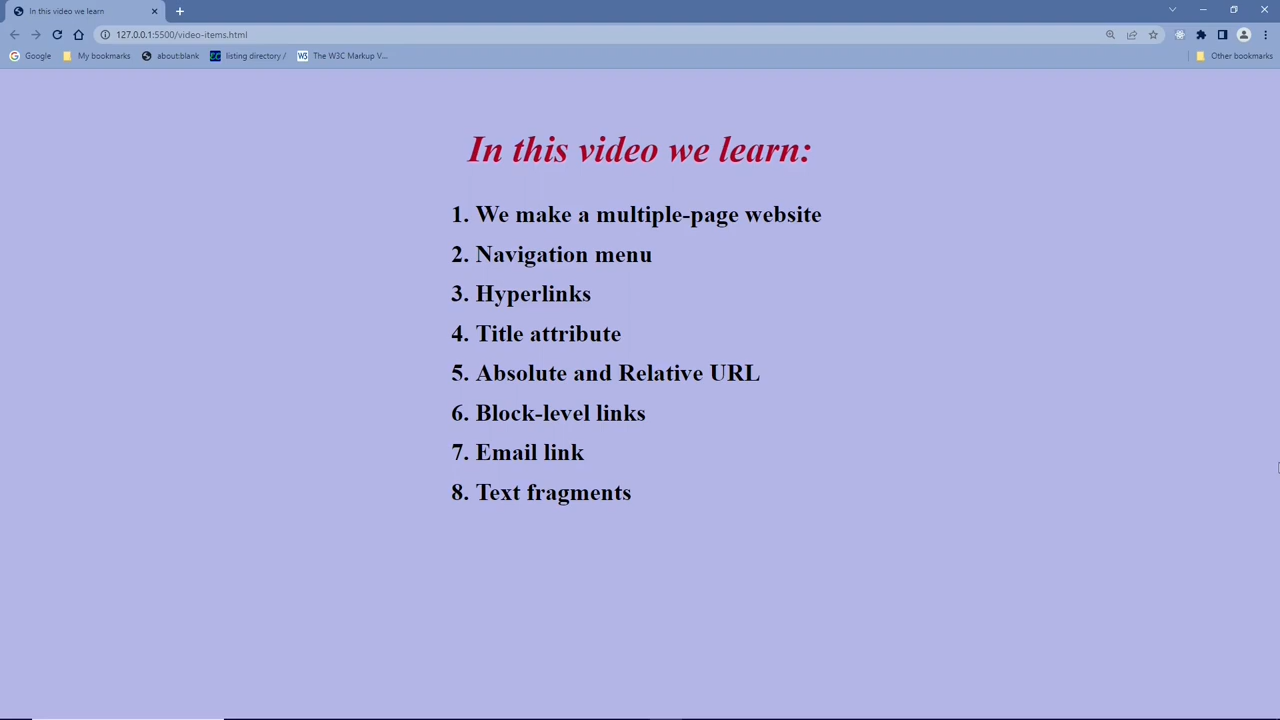 In this video we learn
127.0.0.1:5500/video-items.html
Google My bookmarks about:blank listing directory / The W3C Markup V... Other bookmarks
In this video we learn:
1. We make a multiple-page website
2. Navigation menu
3. Hyperlinks
4. Title attribute
5. Absolute and Relative URL
6. Block-level links
7. Email link
8. Text fragments